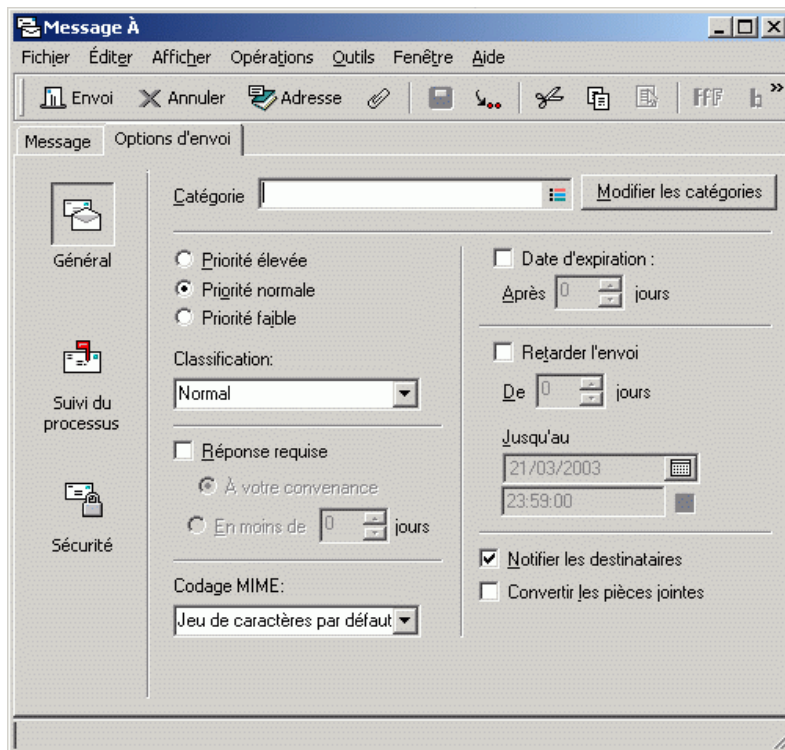 Message À
Fichier Éditer Afficher Opérations Outils Fenêtre Aide
Envoi Annuler Adresse
Message Options d'envoi
Catégorie Modifier les catégories
Général
Priorité élevée
Priorité normale
Priorité faible
Classification:
Normal
Date d'expiration :
Après 0 jours
Retarder l'envoi
De 0 jours
Jusqu'au
21/03/2003
23:59:00
Suivi du
processus
Réponse requise
À votre convenance
En moins de 0 jours
Sécurité
Codage MIME:
Jeu de caractères par défaut
Notifier les destinataires
Convertir les pièces jointes